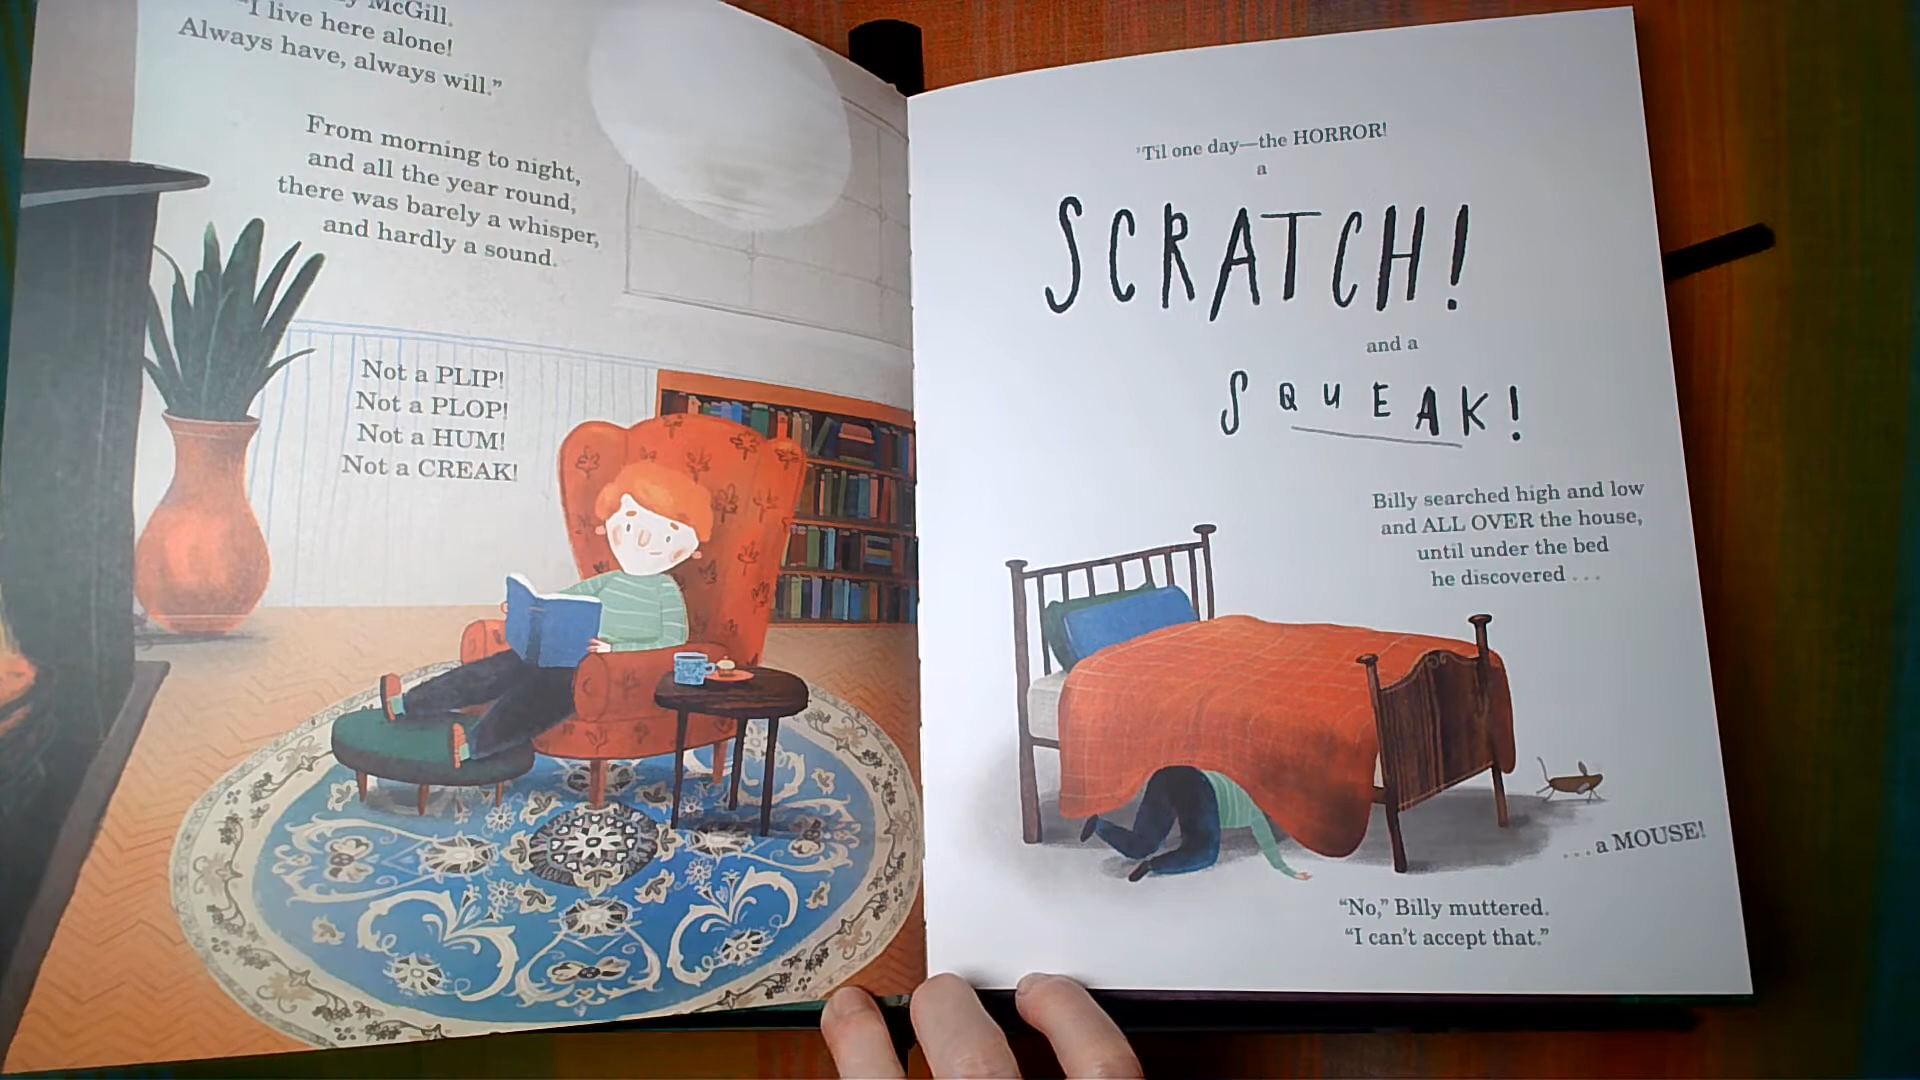 McGill.
"I live here alone!
Always have, always will."
From morning to night,
and all the year round,
there was barely a whisper,
and hardly a sound.
Not a PLIP!
Not a PLOP!
Not a HUM!
Not a CREAK!
'Til one day—the HORROR!
a
SCRATCH!
and a
SQUEAK!
Billy searched high and low
and ALL OVER the house,
until under the bed
he discovered . . .
. . . a MOUSE!
"No," Billy muttered.
"I can't accept that."